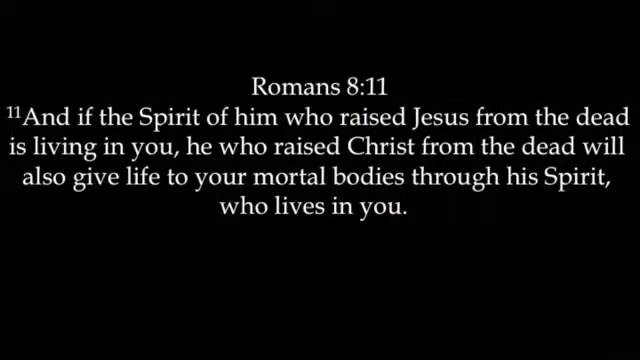 Romans 8:11
¹¹And if the Spirit of him who raised Jesus from the dead
is living in you, he who raised Christ from the dead will
also give life to your mortal bodies through his Spirit,
who lives in you.